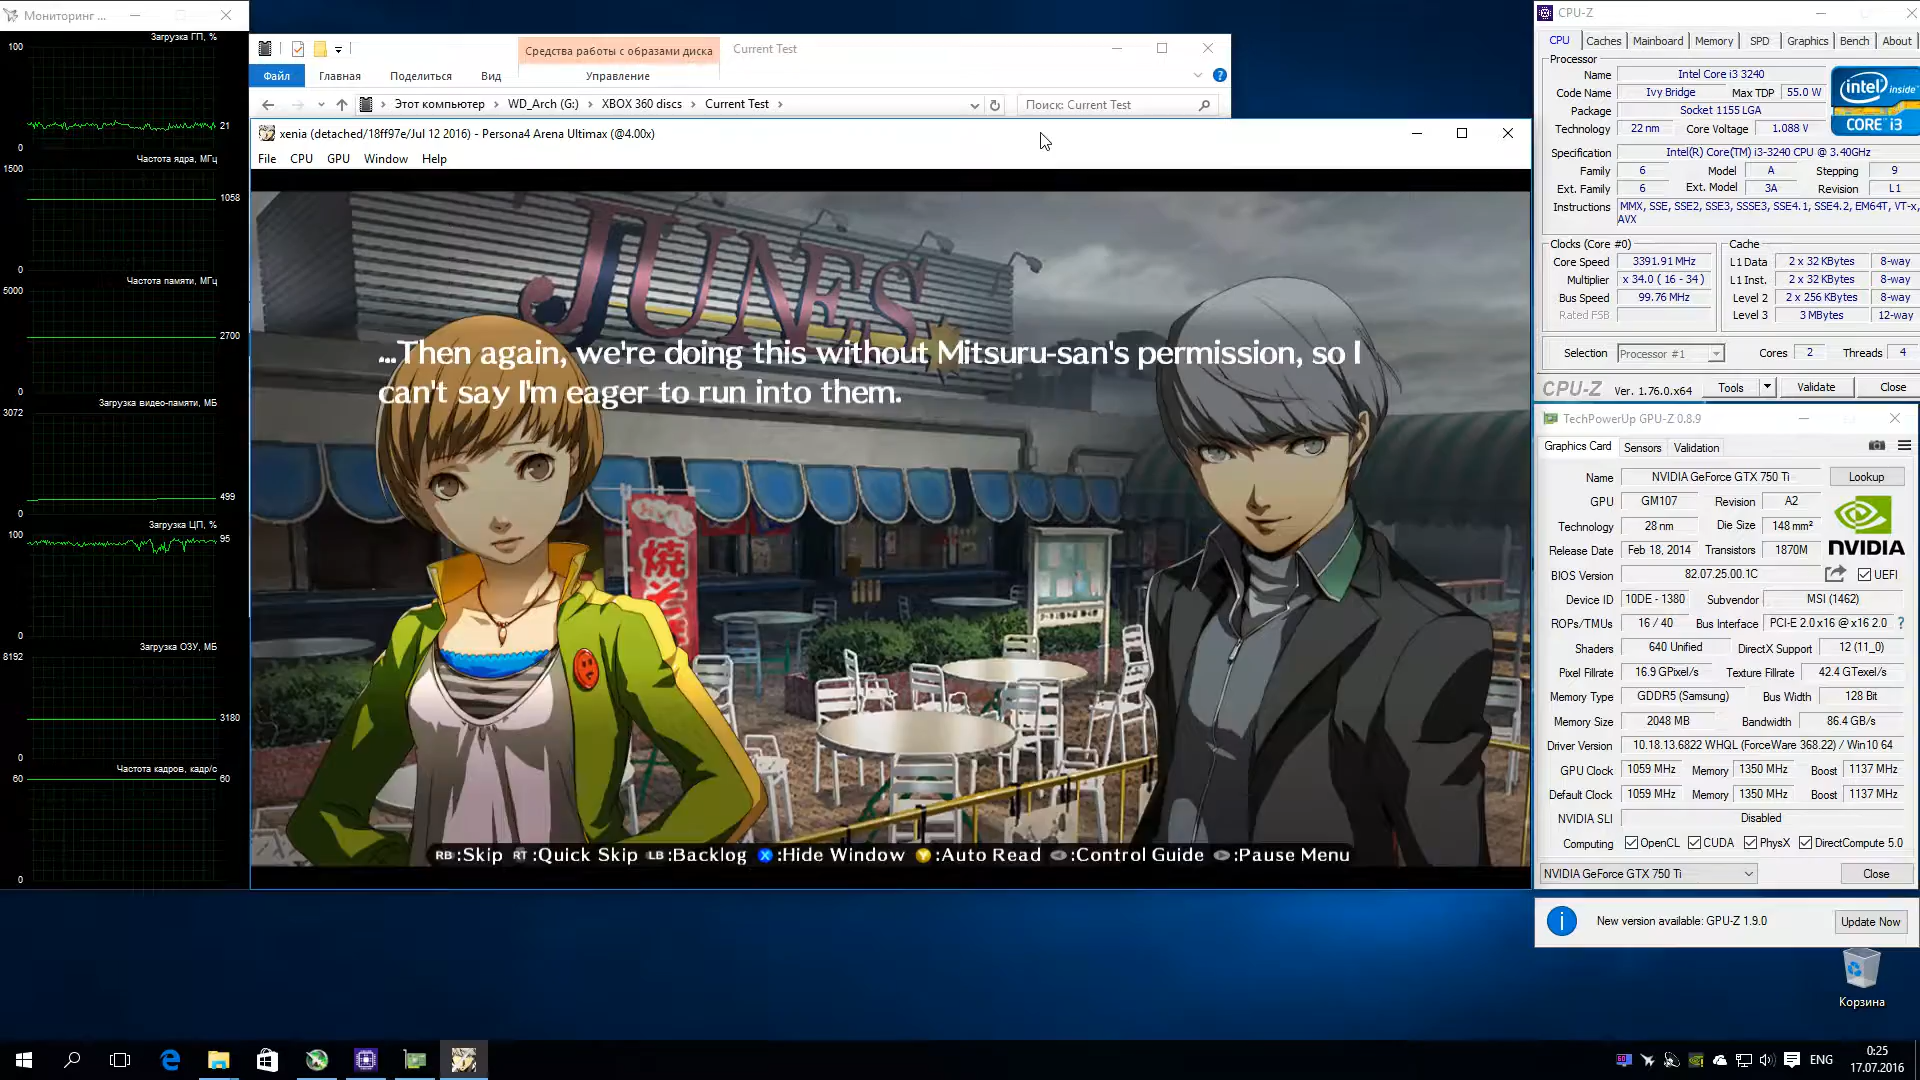 Мониторинг ...
Загрузка ГП, %
100
21
0
Частота ядра, МГц
1500
1058
0
Частота памяти, МГц
5000
2700
0
Загрузка видео-памяти, МБ
3072
499
0
Загрузка ЦП, %
100
95
0
Загрузка ОЗУ, МБ
8192
3180
0
Частота кадров, кадр/с
60
60
0
Средства работы с образами диска
Current Test
Файл
Главная
Поделиться
Вид
Управление
Этот компьютер
WD_Arch (G:)
XBOX 360 discs
Current Test
Поиск: Current Test
xenia (detached/18ff97e/Jul 12 2016) - Persona4 Arena Ultimax (@4.00x)
File CPU GPU Window Help
JUNES
...Then again, we're doing this without Mitsuru-san's permission, so I
can't say I'm eager to run into them.
RB:Skip RT:Quick Skip LB:Backlog X:Hide Window Y:Auto Read :Control Guide :Pause Menu
CPU-Z
CPU Caches Mainboard Memory SPD Graphics Bench About
Processor
Name Intel Core i3 3240
Code Name Ivy Bridge Max TDP 55.0 W
Package Socket 1155 LGA
Technology 22 nm Core Voltage 1.088 V
intel inside
CORE i3
Specification Intel(R) Core(TM) i3-3240 CPU @ 3.40GHz
Family 6 Model A Stepping 9
Ext. Family 6 Ext. Model 3A Revision L1
Instructions MMX, SSE, SSE2, SSE3, SSSE3, SSE4.1, SSE4.2, EM64T, VT-x,
AVX
Clocks (Core #0)
Core Speed 3391.91 MHz
Multiplier x 34.0 ( 16 - 34 )
Bus Speed 99.76 MHz
Rated FSB
Cache
L1 Data 2 x 32 KBytes 8-way
L1 Inst. 2 x 32 KBytes 8-way
Level 2 2 x 256 KBytes 8-way
Level 3 3 MBytes 12-way
Selection Processor #1 Cores 2 Threads 4
CPU-Z Ver. 1.76.0.x64 Tools Validate Close
TechPowerUp GPU-Z 0.8.9
Graphics Card Sensors Validation
Name NVIDIA GeForce GTX 750 Ti Lookup
GPU GM107 Revision A2
Technology 28 nm Die Size 148 mm²
Release Date Feb 18, 2014 Transistors 1870M
NVIDIA
BIOS Version 82.07.25.00.1C UEFI
Device ID 10DE - 1380 Subvendor MSI (1462)
ROPs/TMUs 16 / 40 Bus Interface PCI-E 2.0 x16 @ x16 2.0 ?
Shaders 640 Unified DirectX Support 12 (11_0)
Pixel Fillrate 16.9 GPixel/s Texture Fillrate 42.4 GTexel/s
Memory Type GDDR5 (Samsung) Bus Width 128 Bit
Memory Size 2048 MB Bandwidth 86.4 GB/s
Driver Version 10.18.13.6822 WHQL (ForceWare 368.22) / Win10 64
GPU Clock 1059 MHz Memory 1350 MHz Boost 1137 MHz
Default Clock 1059 MHz Memory 1350 MHz Boost 1137 MHz
NVIDIA SLI Disabled
Computing OpenCL CUDA PhysX DirectCompute 5.0
NVIDIA GeForce GTX 750 Ti Close
New version available: GPU-Z 1.9.0 Update Now
Корзина
ENG
0:25
17.07.2016